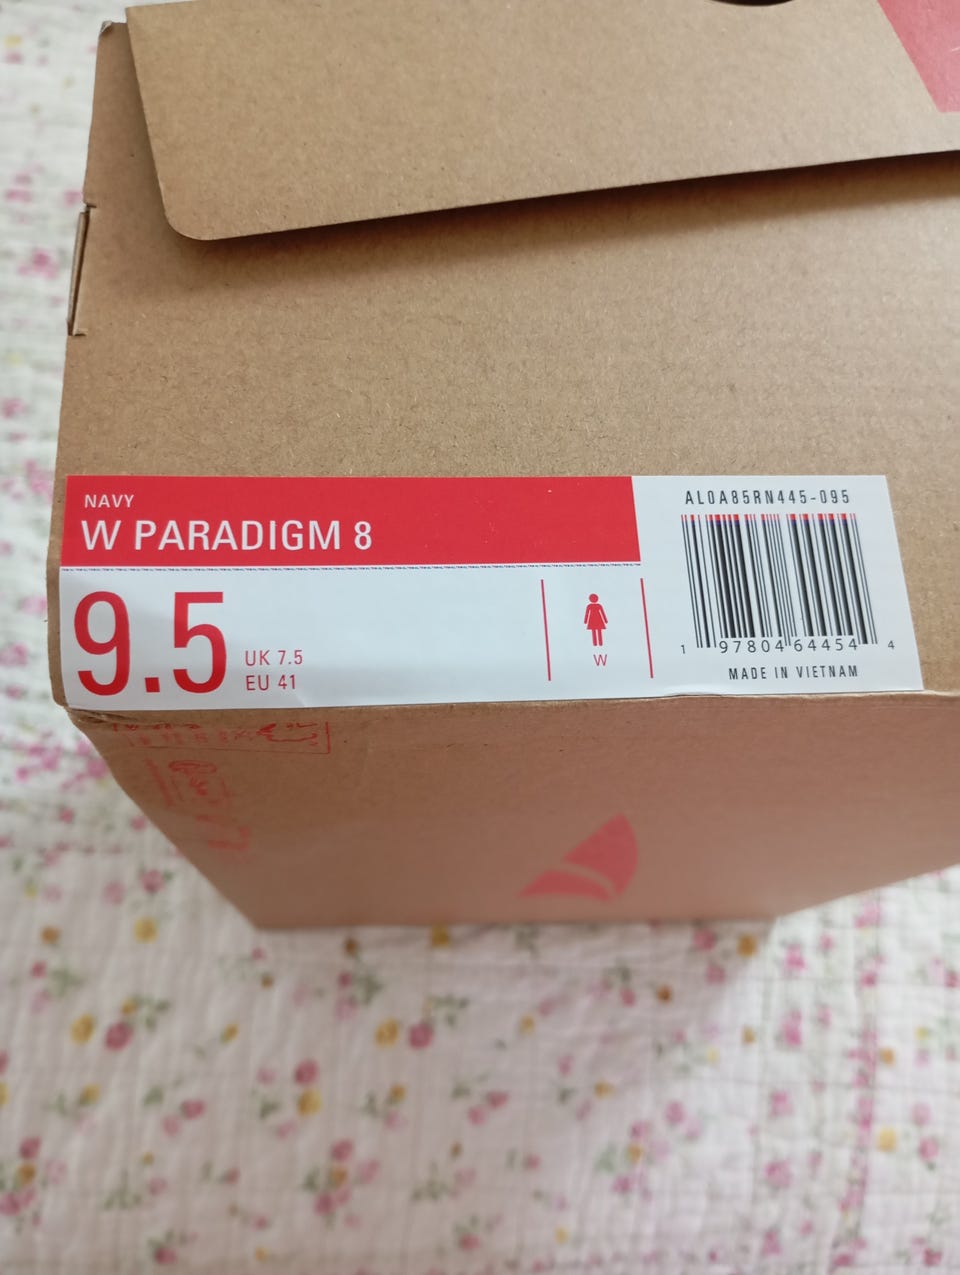 NAVY
W PARADIGM 8
9.5
UK 7.5
EU 41
W
AL0A85RN445-095
1 97804 64454 4
MADE IN VIETNAM